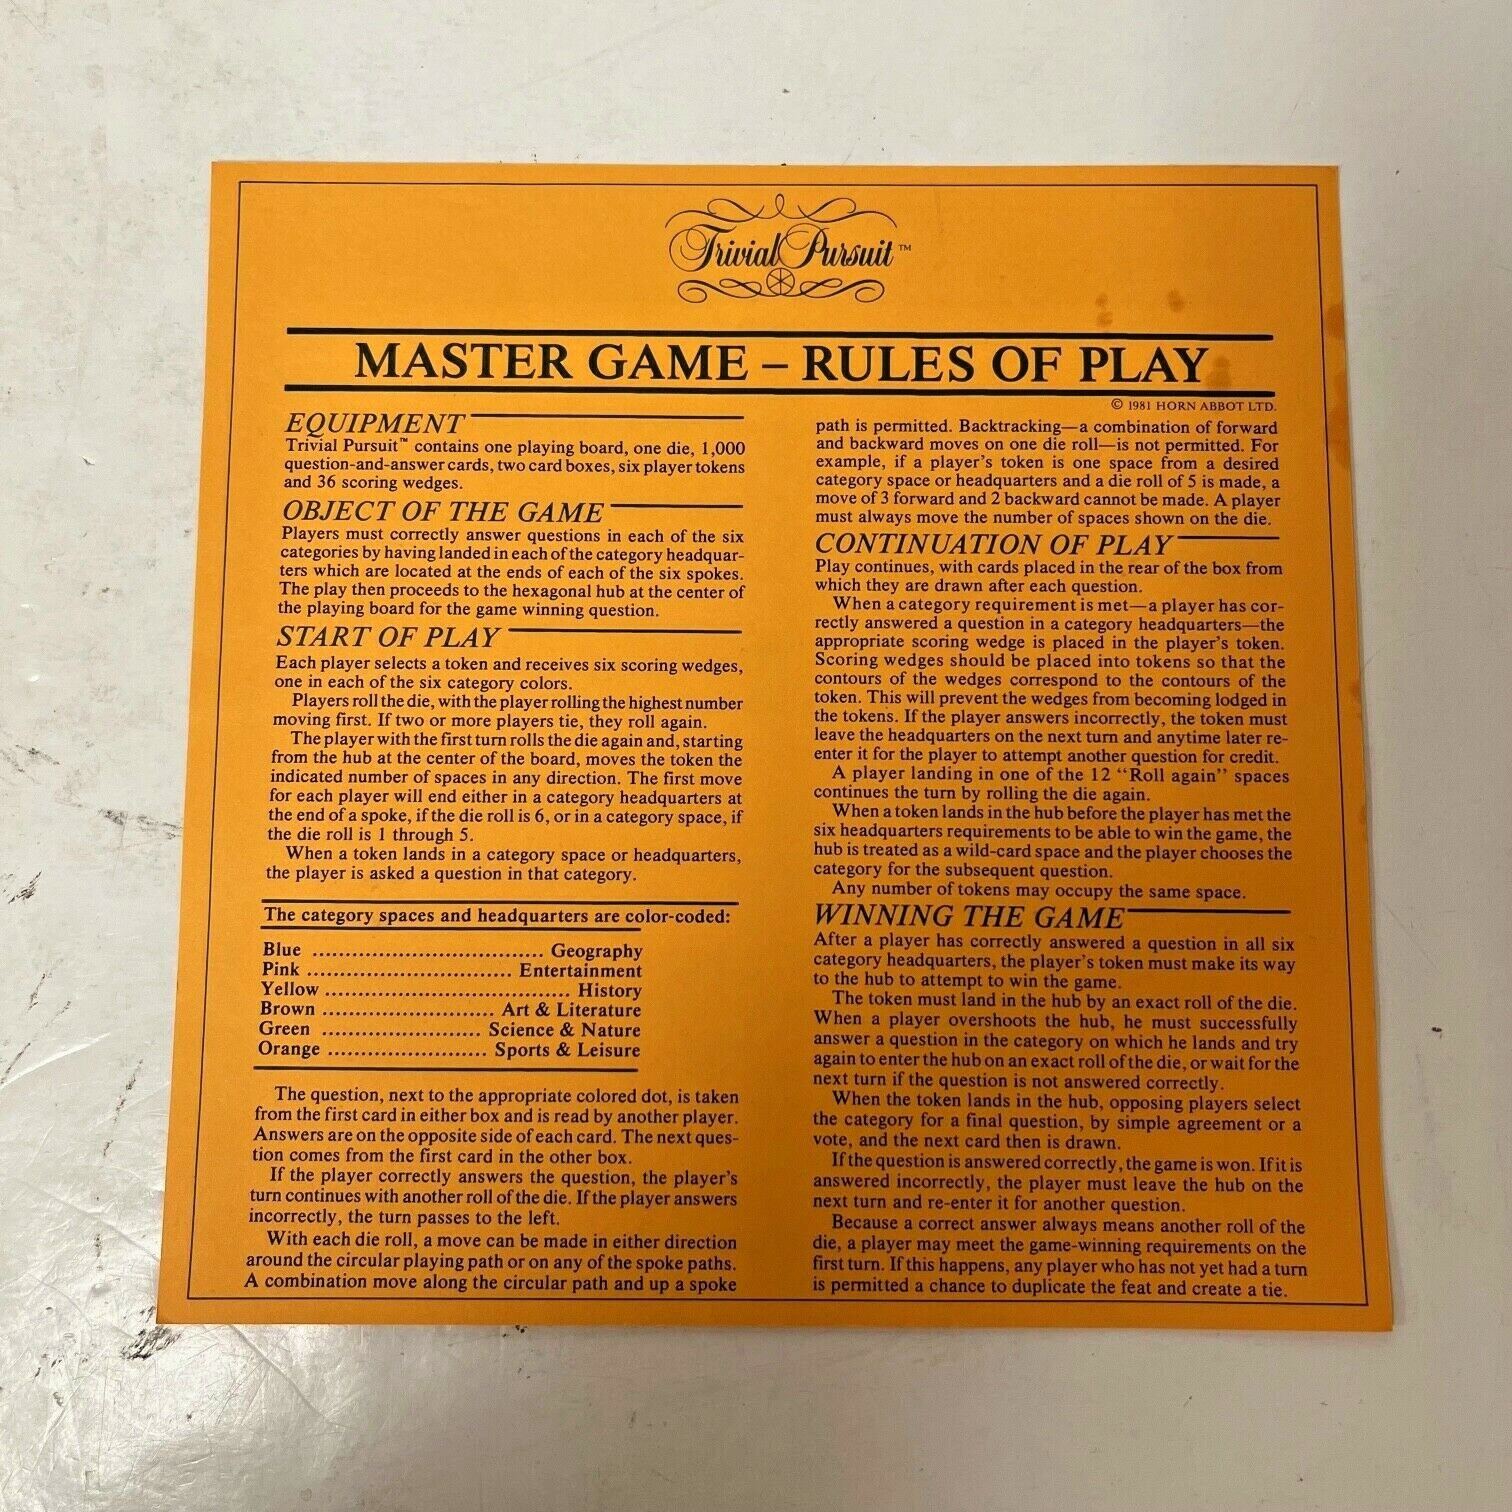 Trivial Pursuit™
MASTER GAME – RULES OF PLAY
© 1981 HORN ABBOT LTD.
EQUIPMENT
Trivial Pursuit™ contains one playing board, one die, 1,000
question-and-answer cards, two card boxes, six player tokens
and 36 scoring wedges.
OBJECT OF THE GAME
Players must correctly answer questions in each of the six
categories by having landed in each of the category headquar-
ters which are located at the ends of each of the six spokes.
The play then proceeds to the hexagonal hub at the center of
the playing board for the game winning question.
START OF PLAY
Each player selects a token and receives six scoring wedges,
one in each of the six category colors.
Players roll the die, with the player rolling the highest number
moving first. If two or more players tie, they roll again.
The player with the first turn rolls the die again and, starting
from the hub at the center of the board, moves the token the
indicated number of spaces in any direction. The first move
for each player will end either in a category headquarters at
the end of a spoke, if the die roll is 6, or in a category space, if
the die roll is 1 through 5.
When a token lands in a category space or headquarters,
the player is asked a question in that category.
The category spaces and headquarters are color-coded:
Blue .................................. Geography
Pink .............................. Entertainment
Yellow .................................... History
Brown ......................... Art & Literature
Green ....................... Science & Nature
Orange ....................... Sports & Leisure
The question, next to the appropriate colored dot, is taken
from the first card in either box and is read by another player.
Answers are on the opposite side of each card. The next ques-
tion comes from the first card in the other box.
If the player correctly answers the question, the player's
turn continues with another roll of the die. If the player answers
incorrectly, the turn passes to the left.
With each die roll, a move can be made in either direction
around the circular playing path or on any of the spoke paths.
A combination move along the circular path and up a spoke
path is permitted. Backtracking—a combination of forward
and backward moves on one die roll—is not permitted. For
example, if a player's token is one space from a desired
category space or headquarters and a die roll of 5 is made, a
move of 3 forward and 2 backward cannot be made. A player
must always move the number of spaces shown on the die.
CONTINUATION OF PLAY
Play continues, with cards placed in the rear of the box from
which they are drawn after each question.
When a category requirement is met—a player has cor-
rectly answered a question in a category headquarters—the
appropriate scoring wedge is placed in the player's token.
Scoring wedges should be placed into tokens so that the
contours of the wedges correspond to the contours of the
token. This will prevent the wedges from becoming lodged in
the tokens. If the player answers incorrectly, the token must
leave the headquarters on the next turn and anytime later re-
enter it for the player to attempt another question for credit.
A player landing in one of the 12 "Roll again" spaces
continues the turn by rolling the die again.
When a token lands in the hub before the player has met the
six headquarters requirements to be able to win the game, the
hub is treated as a wild-card space and the player chooses the
category for the subsequent question.
Any number of tokens may occupy the same space.
WINNING THE GAME
After a player has correctly answered a question in all six
category headquarters, the player's token must make its way
to the hub to attempt to win the game.
The token must land in the hub by an exact roll of the die.
When a player overshoots the hub, he must successfully
answer a question in the category on which he lands and try
again to enter the hub on an exact roll of the die, or wait for the
next turn if the question is not answered correctly.
When the token lands in the hub, opposing players select
the category for a final question, by simple agreement or a
vote, and the next card then is drawn.
If the question is answered correctly, the game is won. If it is
answered incorrectly, the player must leave the hub on the
next turn and re-enter it for another question.
Because a correct answer always means another roll of the
die, a player may meet the game-winning requirements on the
first turn. If this happens, any player who has not yet had a turn
is permitted a chance to duplicate the feat and create a tie.